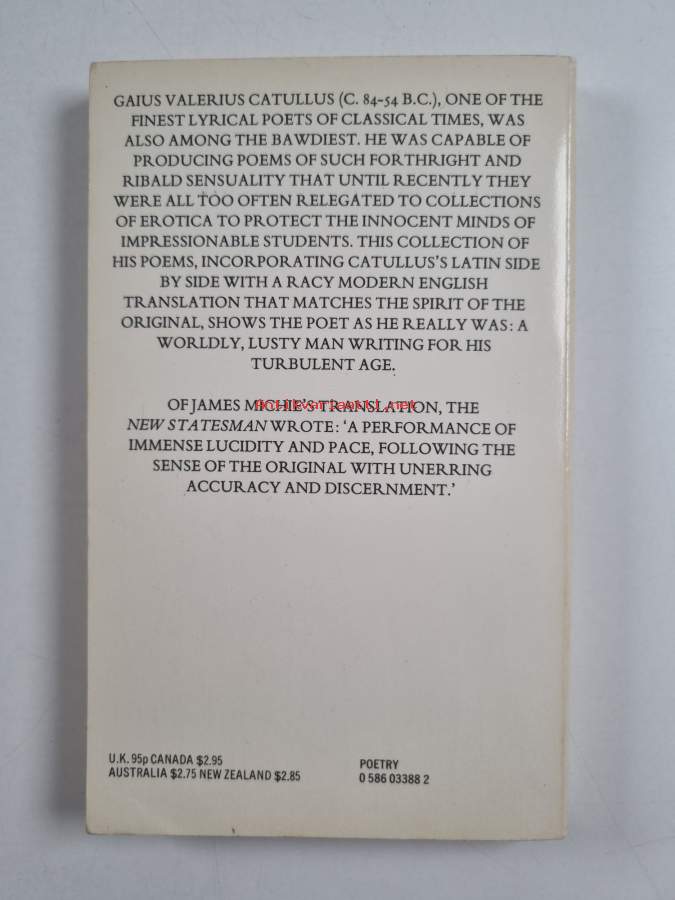 GAIUS VALERIUS CATULLUS (C. 84-54 B.C.), ONE OF THE
FINEST LYRICAL POETS OF CLASSICAL TIMES, WAS
ALSO AMONG THE BAWDIEST. HE WAS CAPABLE OF
PRODUCING POEMS OF SUCH FORTHRIGHT AND
RIBALD SENSUALITY THAT UNTIL RECENTLY THEY
WERE ALL TOO OFTEN RELEGATED TO COLLECTIONS
OF EROTICA TO PROTECT THE INNOCENT MINDS OF
IMPRESSIONABLE STUDENTS. THIS COLLECTION OF
HIS POEMS, INCORPORATING CATULLUS'S LATIN SIDE
BY SIDE WITH A RACY MODERN ENGLISH
TRANSLATION THAT MATCHES THE SPIRIT OF THE
ORIGINAL, SHOWS THE POET AS HE REALLY WAS: A
WORLDLY, LUSTY MAN WRITING FOR HIS
TURBULENT AGE.
OF JAMES MICHIE'S TRANSLATION, THE
NEW STATESMAN WROTE: 'A PERFORMANCE OF
IMMENSE LUCIDITY AND PACE, FOLLOWING THE
SENSE OF THE ORIGINAL WITH UNERRING
ACCURACY AND DISCERNMENT.'
U.K. 95p CANADA $2.95
AUSTRALIA $2.75 NEW ZEALAND $2.85
POETRY
0 586 03388 2